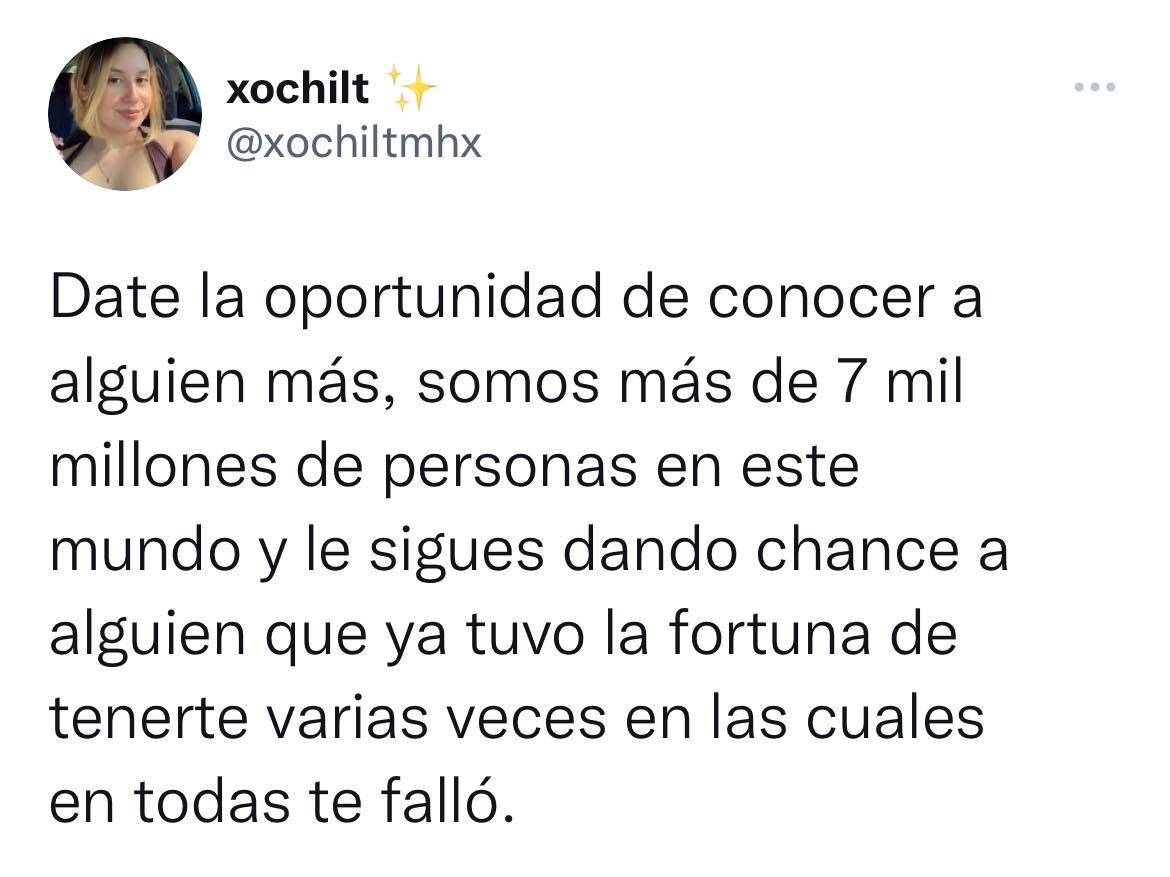 xochilt ✨
@xochiltmhx
Date la oportunidad de conocer a
alguien más, somos más de 7 mil
millones de personas en este
mundo y le sigues dando chance a
alguien que ya tuvo la fortuna de
tenerte varias veces en las cuales
en todas te falló.